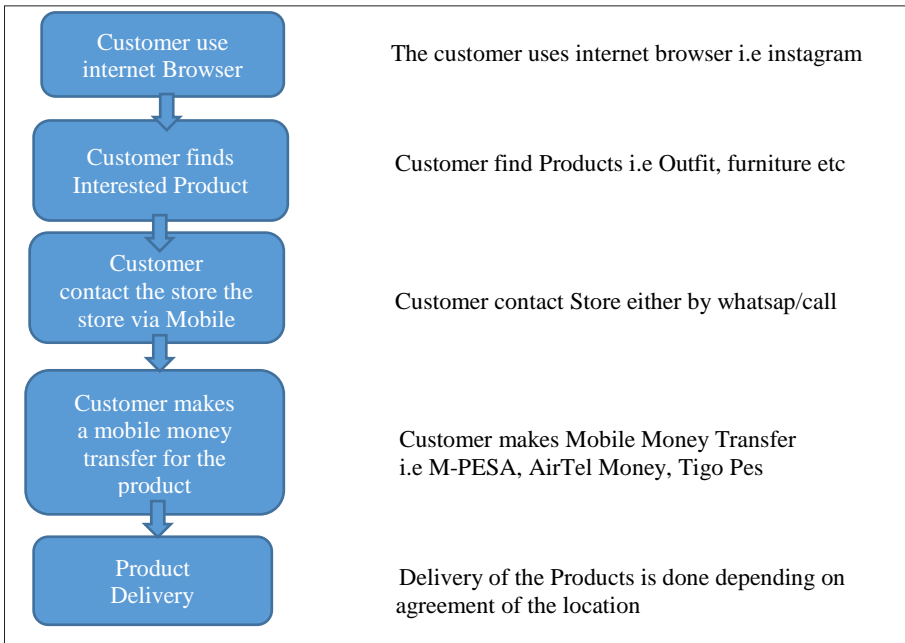 Customer use
internet Browser
The customer uses internet browser i.e instagram
Customer finds
Interested Product
Customer find Products i.e Outfit, furniture etc
Customer
contact the store the
store via Mobile
Customer contact Store either by whatsap/call
Customer makes
a mobile money
transfer for the
product
Customer makes Mobile Money Transfer
i.e M-PESA, AirTel Money, Tigo Pes
Product
Delivery
Delivery of the Products is done depending on
agreement of the location